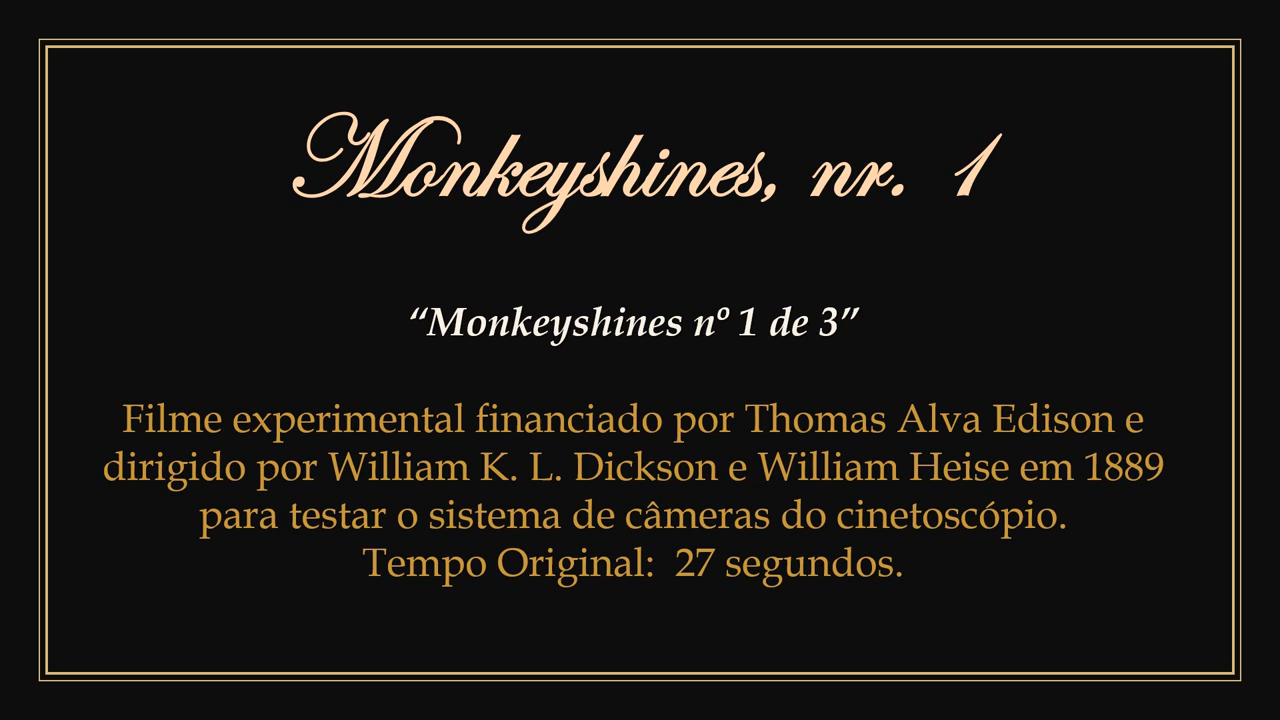 Monkeyshines, nr. 1
“Monkeyshines nº 1 de 3”
Filme experimental financiado por Thomas Alva Edison e
dirigido por William K. L. Dickson e William Heise em 1889
para testar o sistema de câmeras do cinetoscópio.
Tempo Original:  27 segundos.